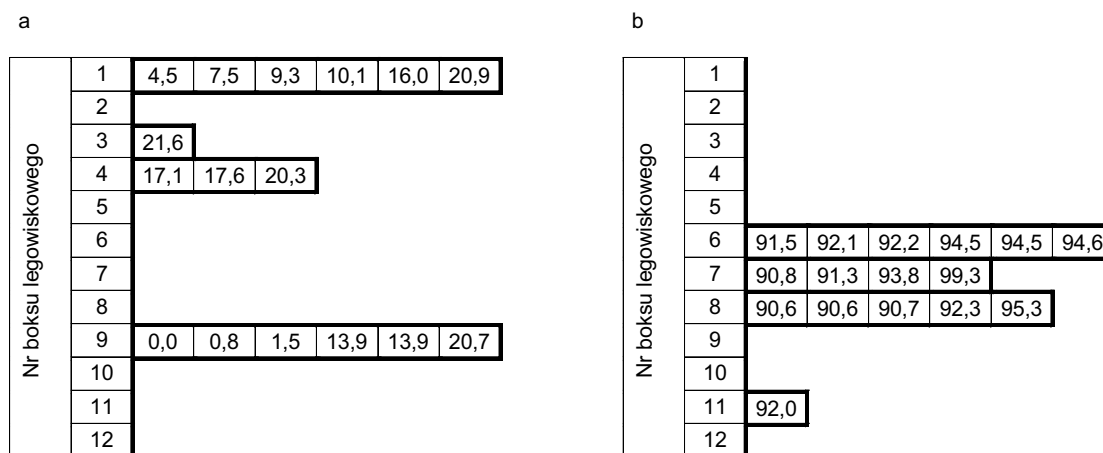 a
Nr boksu legowiskowego
1 4,5 7,5 9,3 10,1 16,0 20,9
2
3 21,6
4 17,1 17,6 20,3
5
6
7
8
9 0,0 0,8 1,5 13,9 13,9 20,7
10
11
12
b
Nr boksu legowiskowego
1
2
3
4
5
6 91,5 92,1 92,2 94,5 94,5 94,6
7 90,8 91,3 93,8 99,3
8 90,6 90,6 90,7 92,3 95,3
9
10
11 92,0
12